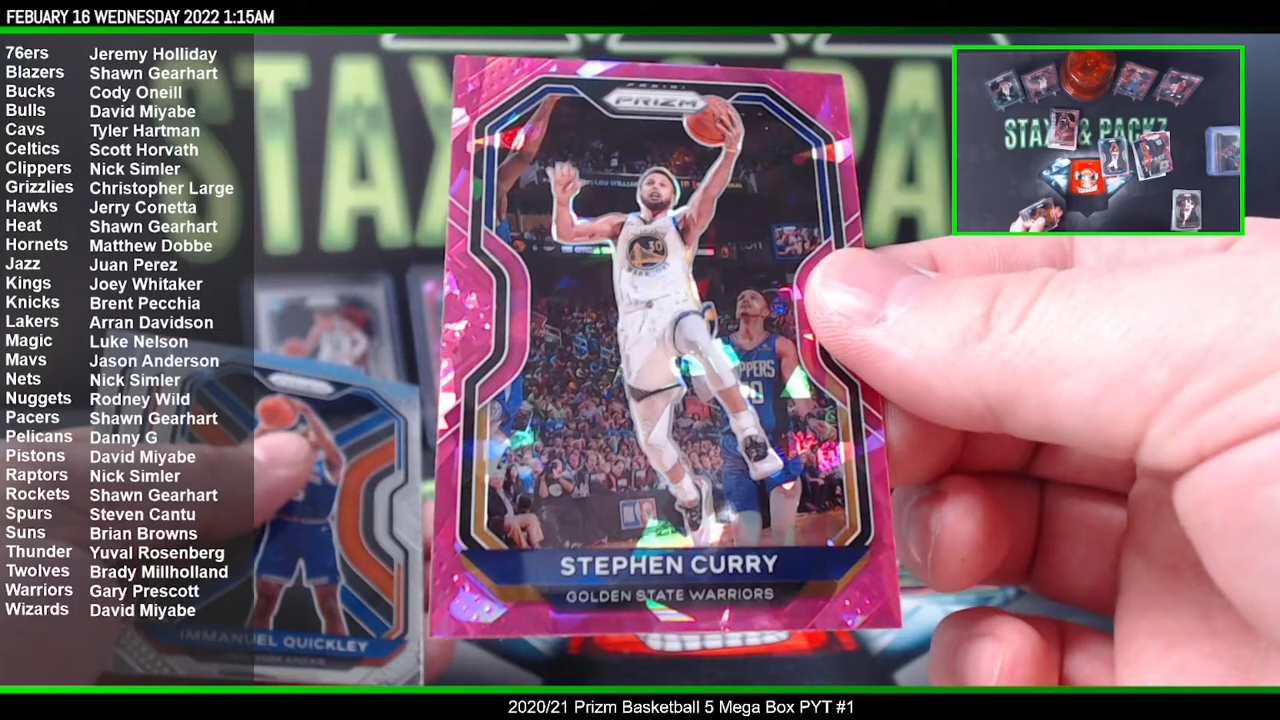 FEBUARY 16 WEDNESDAY 2022 1:15AM
76ers Jeremy Holliday
Blazers Shawn Gearhart
Bucks Cody Oneill
Bulls David Miyabe
Cavs Tyler Hartman
Celtics Scott Horvath
Clippers Nick Simler
Grizzlies Christopher Large
Hawks Jerry Conetta
Heat Shawn Gearhart
Hornets Matthew Dobbe
Jazz Juan Perez
Kings Joey Whitaker
Knicks Brent Pecchia
Lakers Arran Davidson
Magic Luke Nelson
Mavs Jason Anderson
Nets Nick Simler
Nuggets Rodney Wild
Pacers Shawn Gearhart
Pelicans Danny G
Pistons David Miyabe
Raptors Nick Simler
Rockets Shawn Gearhart
Spurs Steven Cantu
Suns Brian Browns
Thunder Yuval Rosenberg
Twolves Brady Millholland
Warriors Gary Prescott
Wizards David Miyabe
PANINI
PRIZM
30
STEPHEN CURRY
GOLDEN STATE WARRIORS
IMMANUEL QUICKLEY
STAX & PACKZ
2020/21 Prizm Basketball 5 Mega Box PYT #1